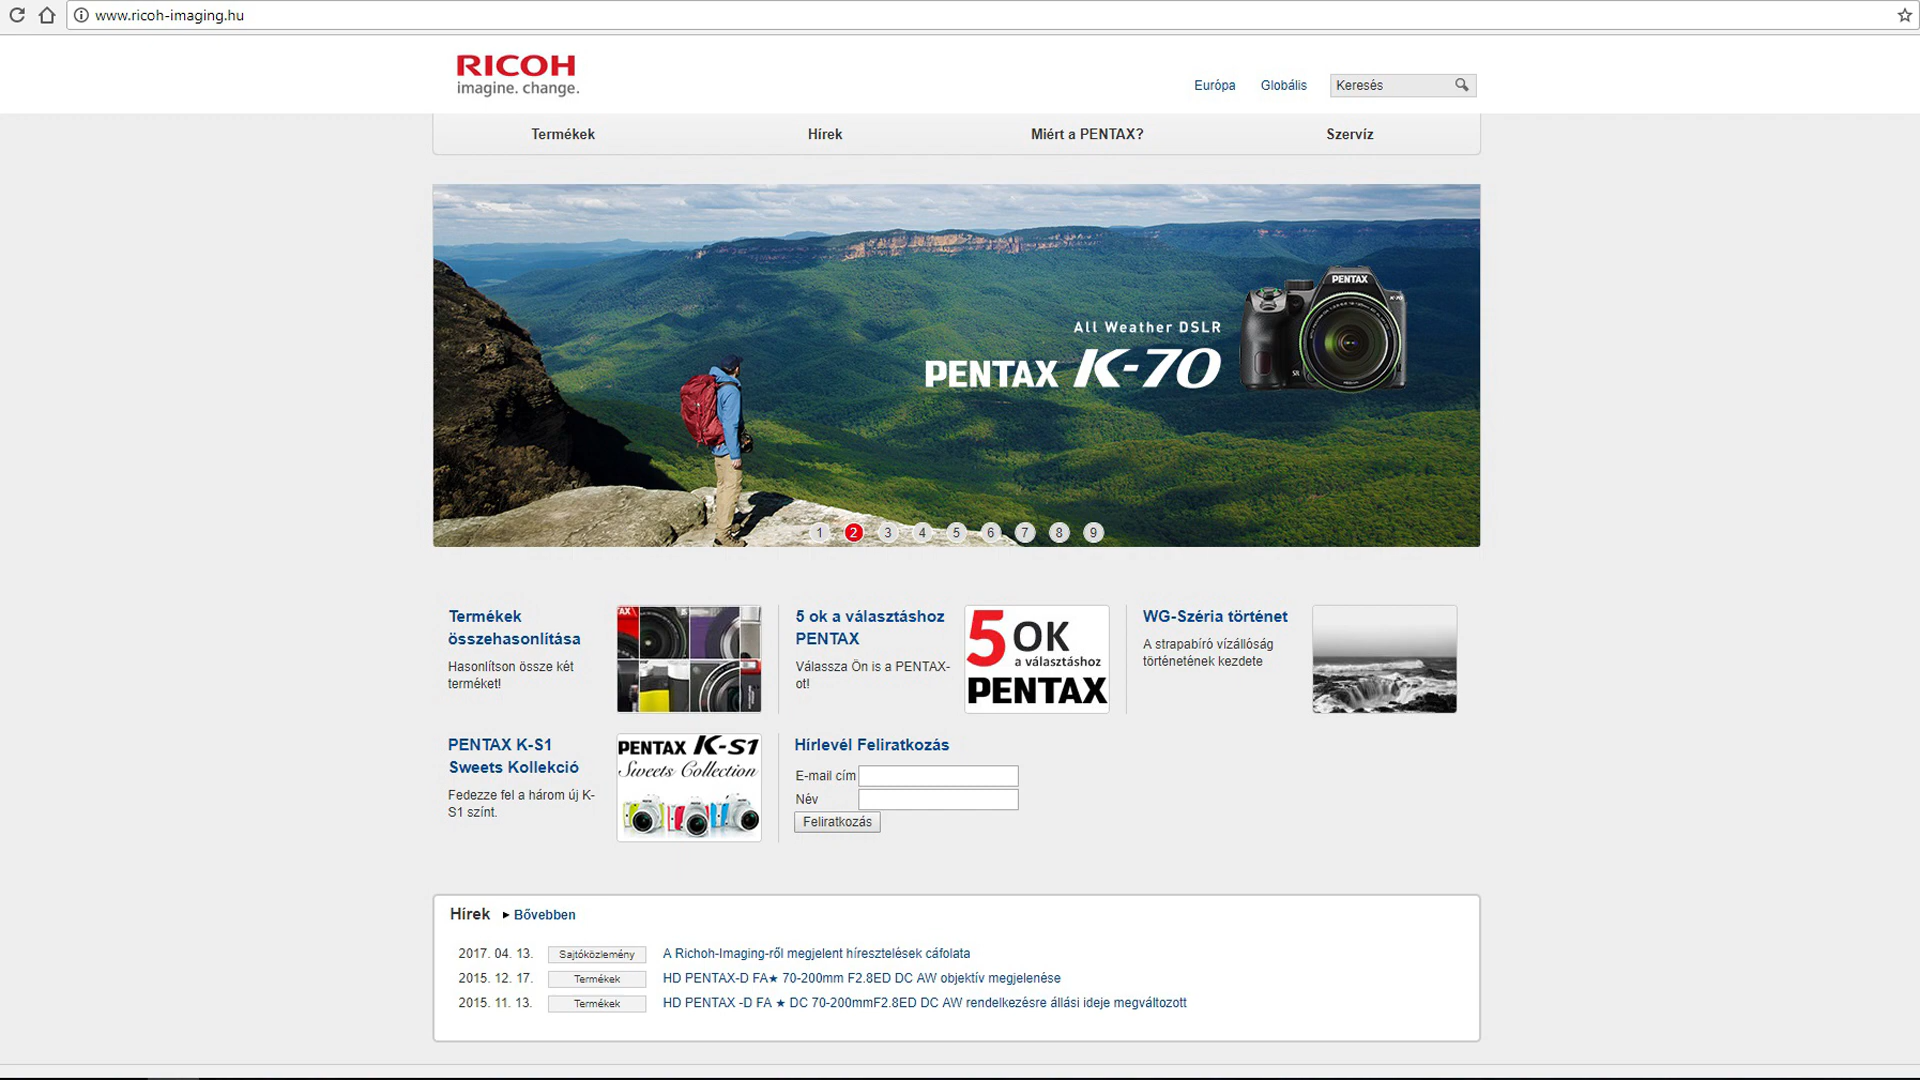 www.ricoh-imaging.hu
RICOH
imagine. change.
Európa Globális Keresés
Termékek Hírek Miért a PENTAX? Szervíz
PENTAX
K-70
All Weather DSLR
PENTAX K-70
SR
1 2 3 4 5 6 7 8 9
Termékek
összehasonlítása
Hasonlítson össze két
terméket!
5 ok a választáshoz
PENTAX
Válassza Ön is a PENTAX-
ot!
5 OK
a választáshoz
PENTAX
WG-Széria történet
A strapabíró vízállóság
történetének kezdete
PENTAX K-S1
Sweets Kollekció
Fedezze fel a három új K-
S1 színt.
PENTAX K-S1
Sweets Collection
Hírlevél Feliratkozás
E-mail cím
Név
Feliratkozás
Hírek Bővebben
2017. 04. 13. Sajtóközlemény A Richoh-Imaging-ről megjelent híresztelések cáfolata
2015. 12. 17. Termékek HD PENTAX-D FA★ 70-200mm F2.8ED DC AW objektív megjelenése
2015. 11. 13. Termékek HD PENTAX -D FA ★ DC 70-200mmF2.8ED DC AW rendelkezésre állási ideje megváltozott